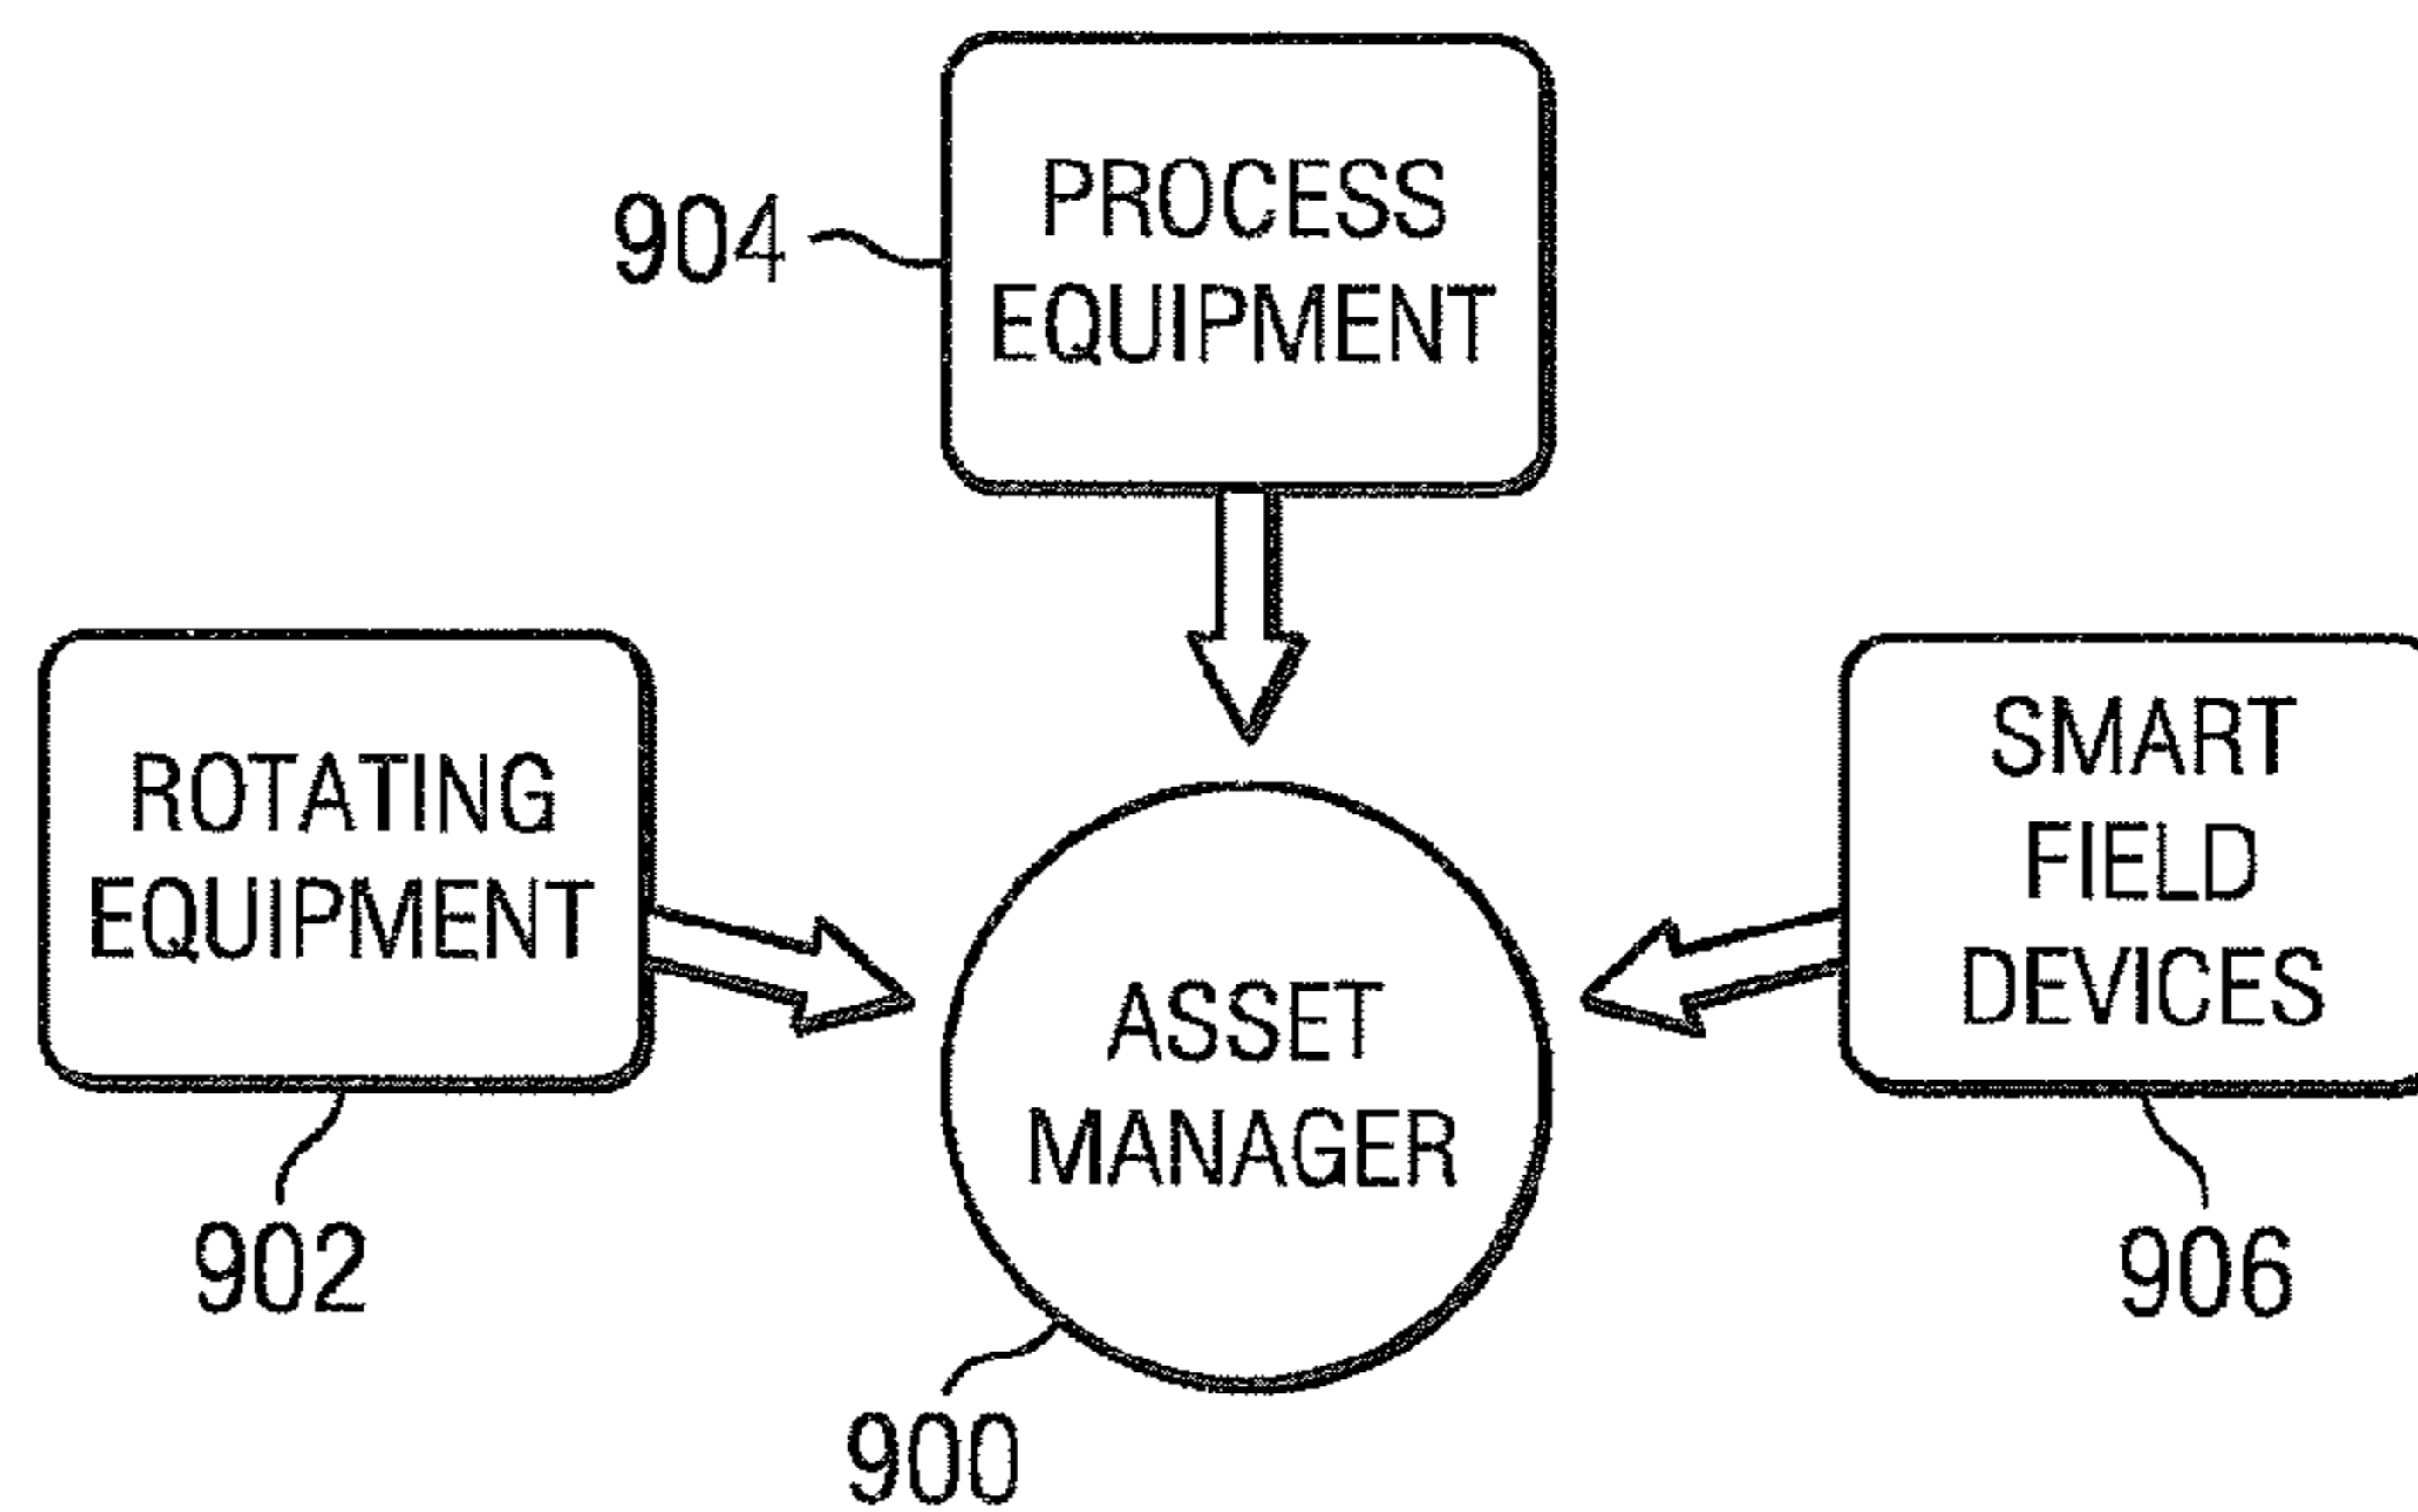 PROCESS
EQUIPMENT
904
ROTATING
EQUIPMENT
902
SMART
FIELD
DEVICES
906
ASSET
MANAGER
900